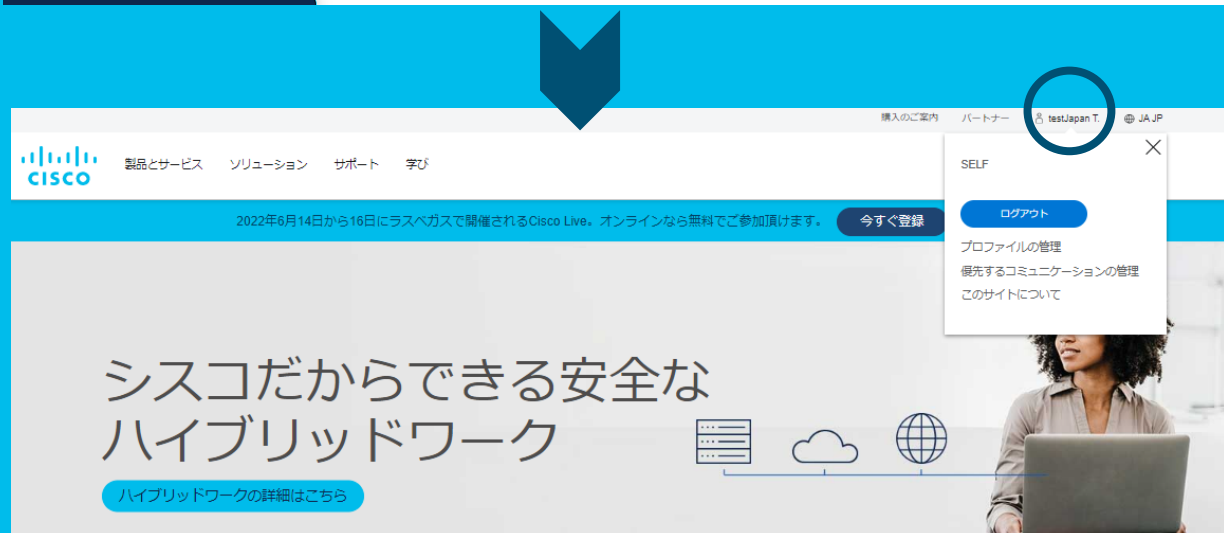 購入のご案内 パートナー testJapan T. JA JP
CISCO
製品とサービス ソリューション サポート 学び
SELF
2022年6月14日から16日にラスベガスで開催されるCisco Live。オンラインなら無料でご参加頂けます。 今すぐ登録
ログアウト
プロファイルの管理
優先するコミュニケーションの管理
このサイトについて
シスコだからできる安全な
ハイブリッドワーク
ハイブリッドワークの詳細はこちら